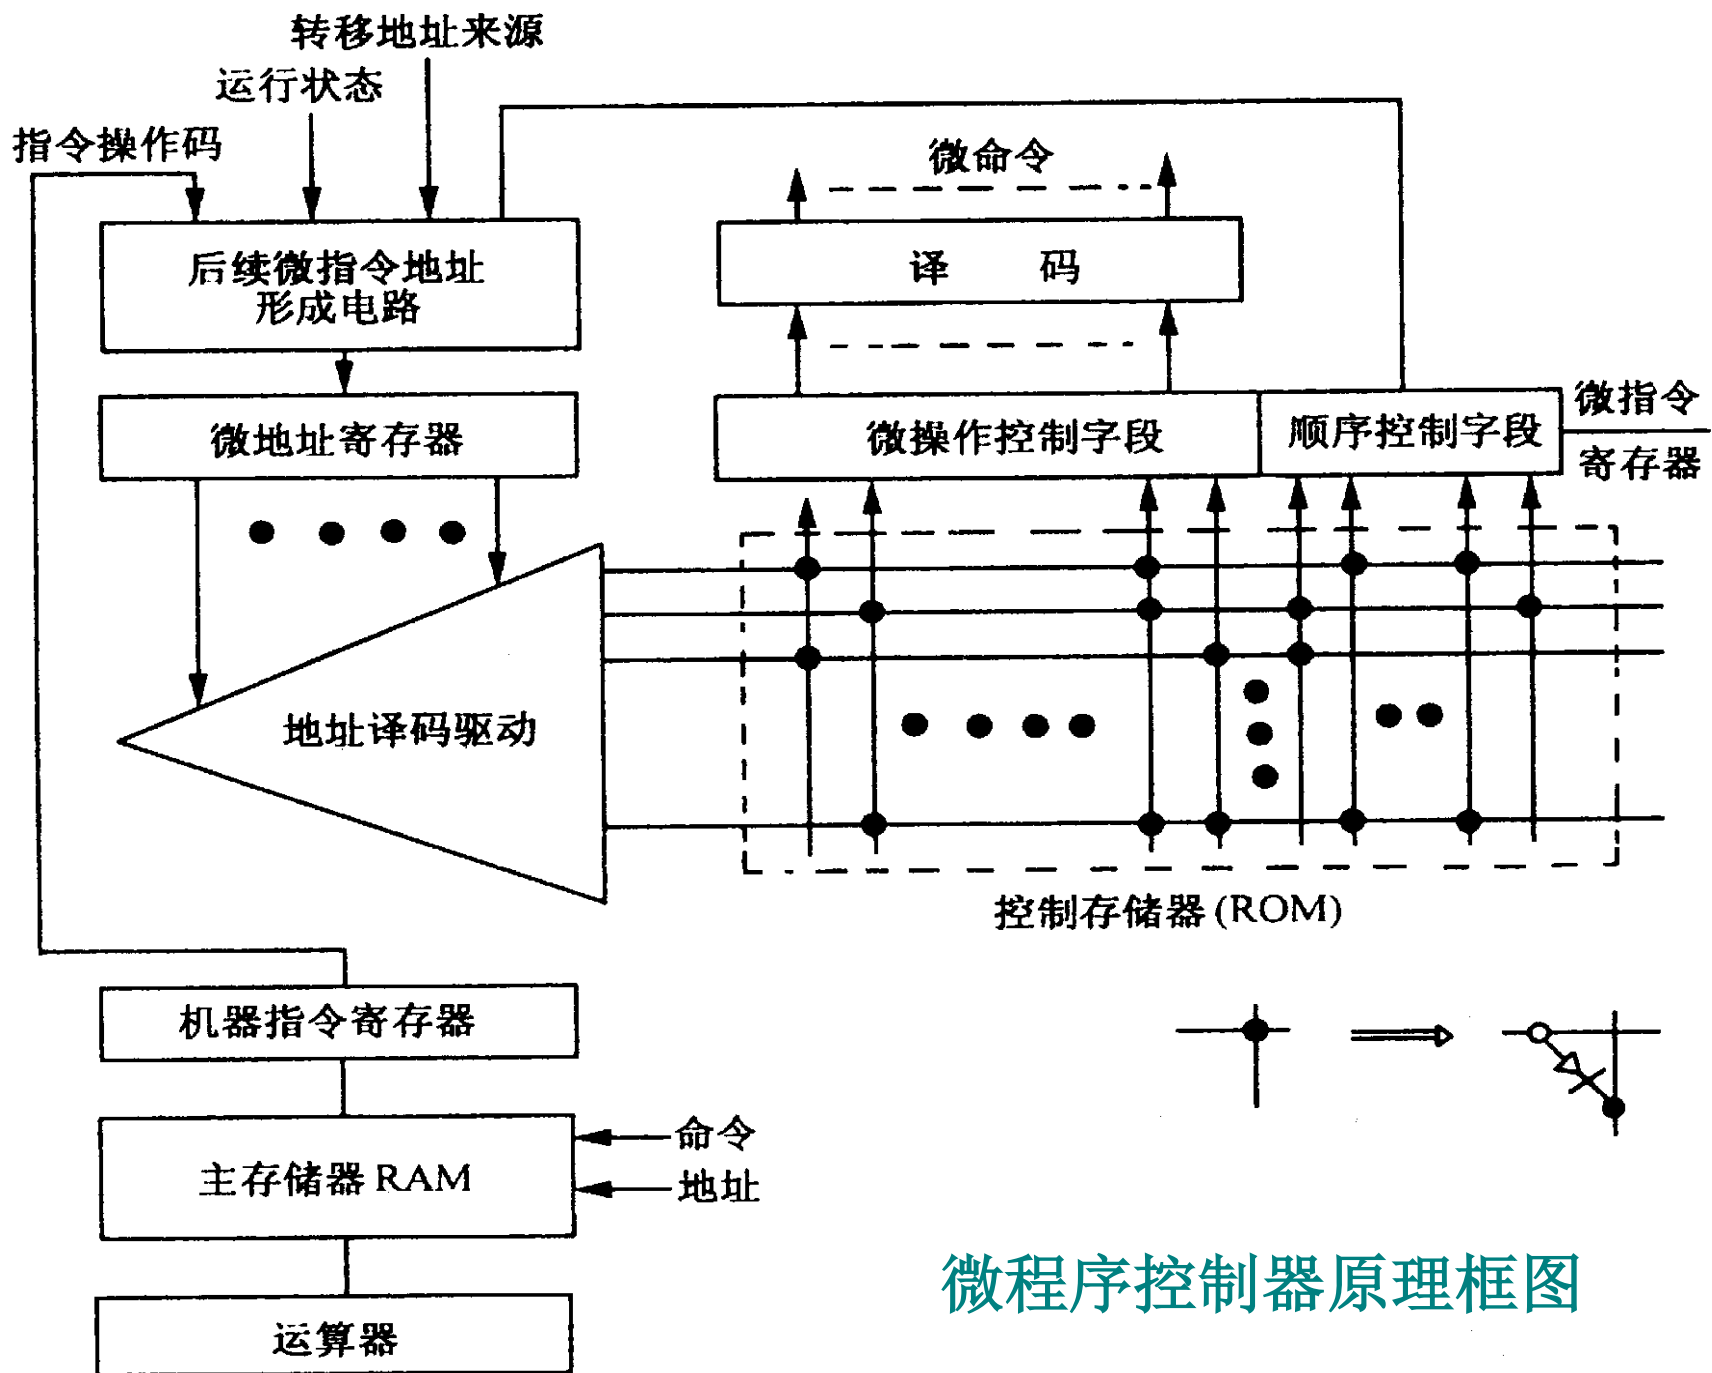 转移地址来源
运行状态
指令操作码
微命令
后续微指令地址
形成电路
译 码
微地址寄存器
微操作控制字段
顺序控制字段
微指令
寄存器
地址译码驱动
控制存储器(ROM)
机器指令寄存器
主存储器RAM
命令
地址
运算器
微程序控制器原理框图